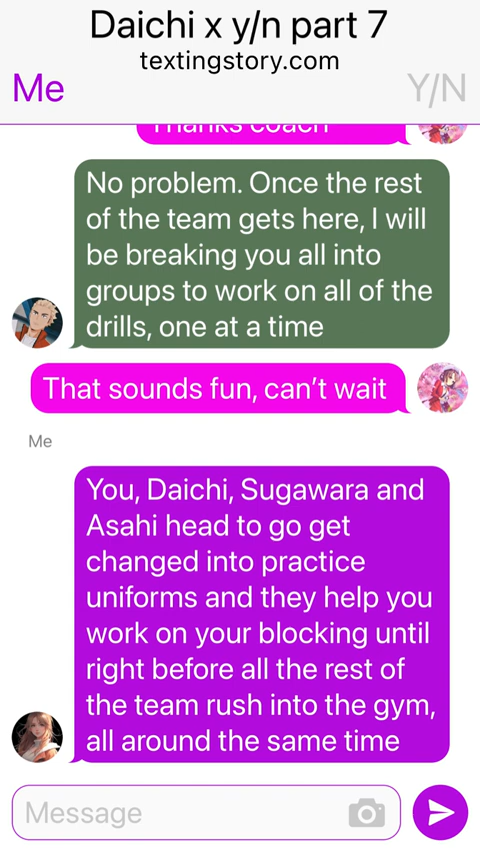 Daichi x y/n part 7
textingstory.com
Me Y/N
Thanks coach
No problem. Once the rest
of the team gets here, I will
be breaking you all into
groups to work on all of the
drills, one at a time
That sounds fun, can’t wait
Me
You, Daichi, Sugawara and
Asahi head to go get
changed into practice
uniforms and they help you
work on your blocking until
right before all the rest of
the team rush into the gym,
all around the same time
Message